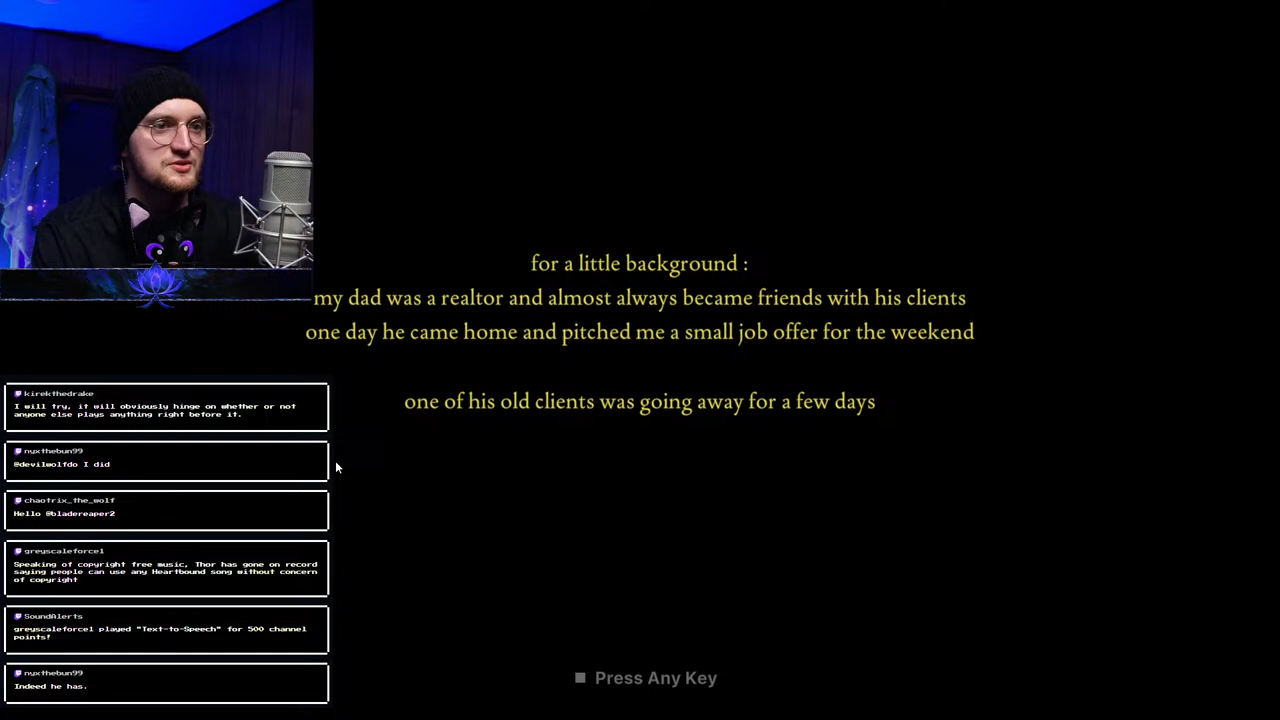 for a little background :
my dad was a realtor and almost always became friends with his clients
one day he came home and pitched me a small job offer for the weekend
one of his old clients was going away for a few days
kirekthedrake
I will try, it will obviously hinge on whether or not
anyone else plays anything right before it.
nyxthebun99
@devilwolfdo I did
chaotrix_the_wolf
Hello @bladereaper2
greyscaleforce1
Speaking of copyright free music, Thor has gone on record
saying people can use any Heartbound song without concern
of copyright
SoundAlerts
greyscaleforce1 played "Text-to-Speech" for 500 channel
points!
nyxthebun99
Indeed he has.
Press Any Key